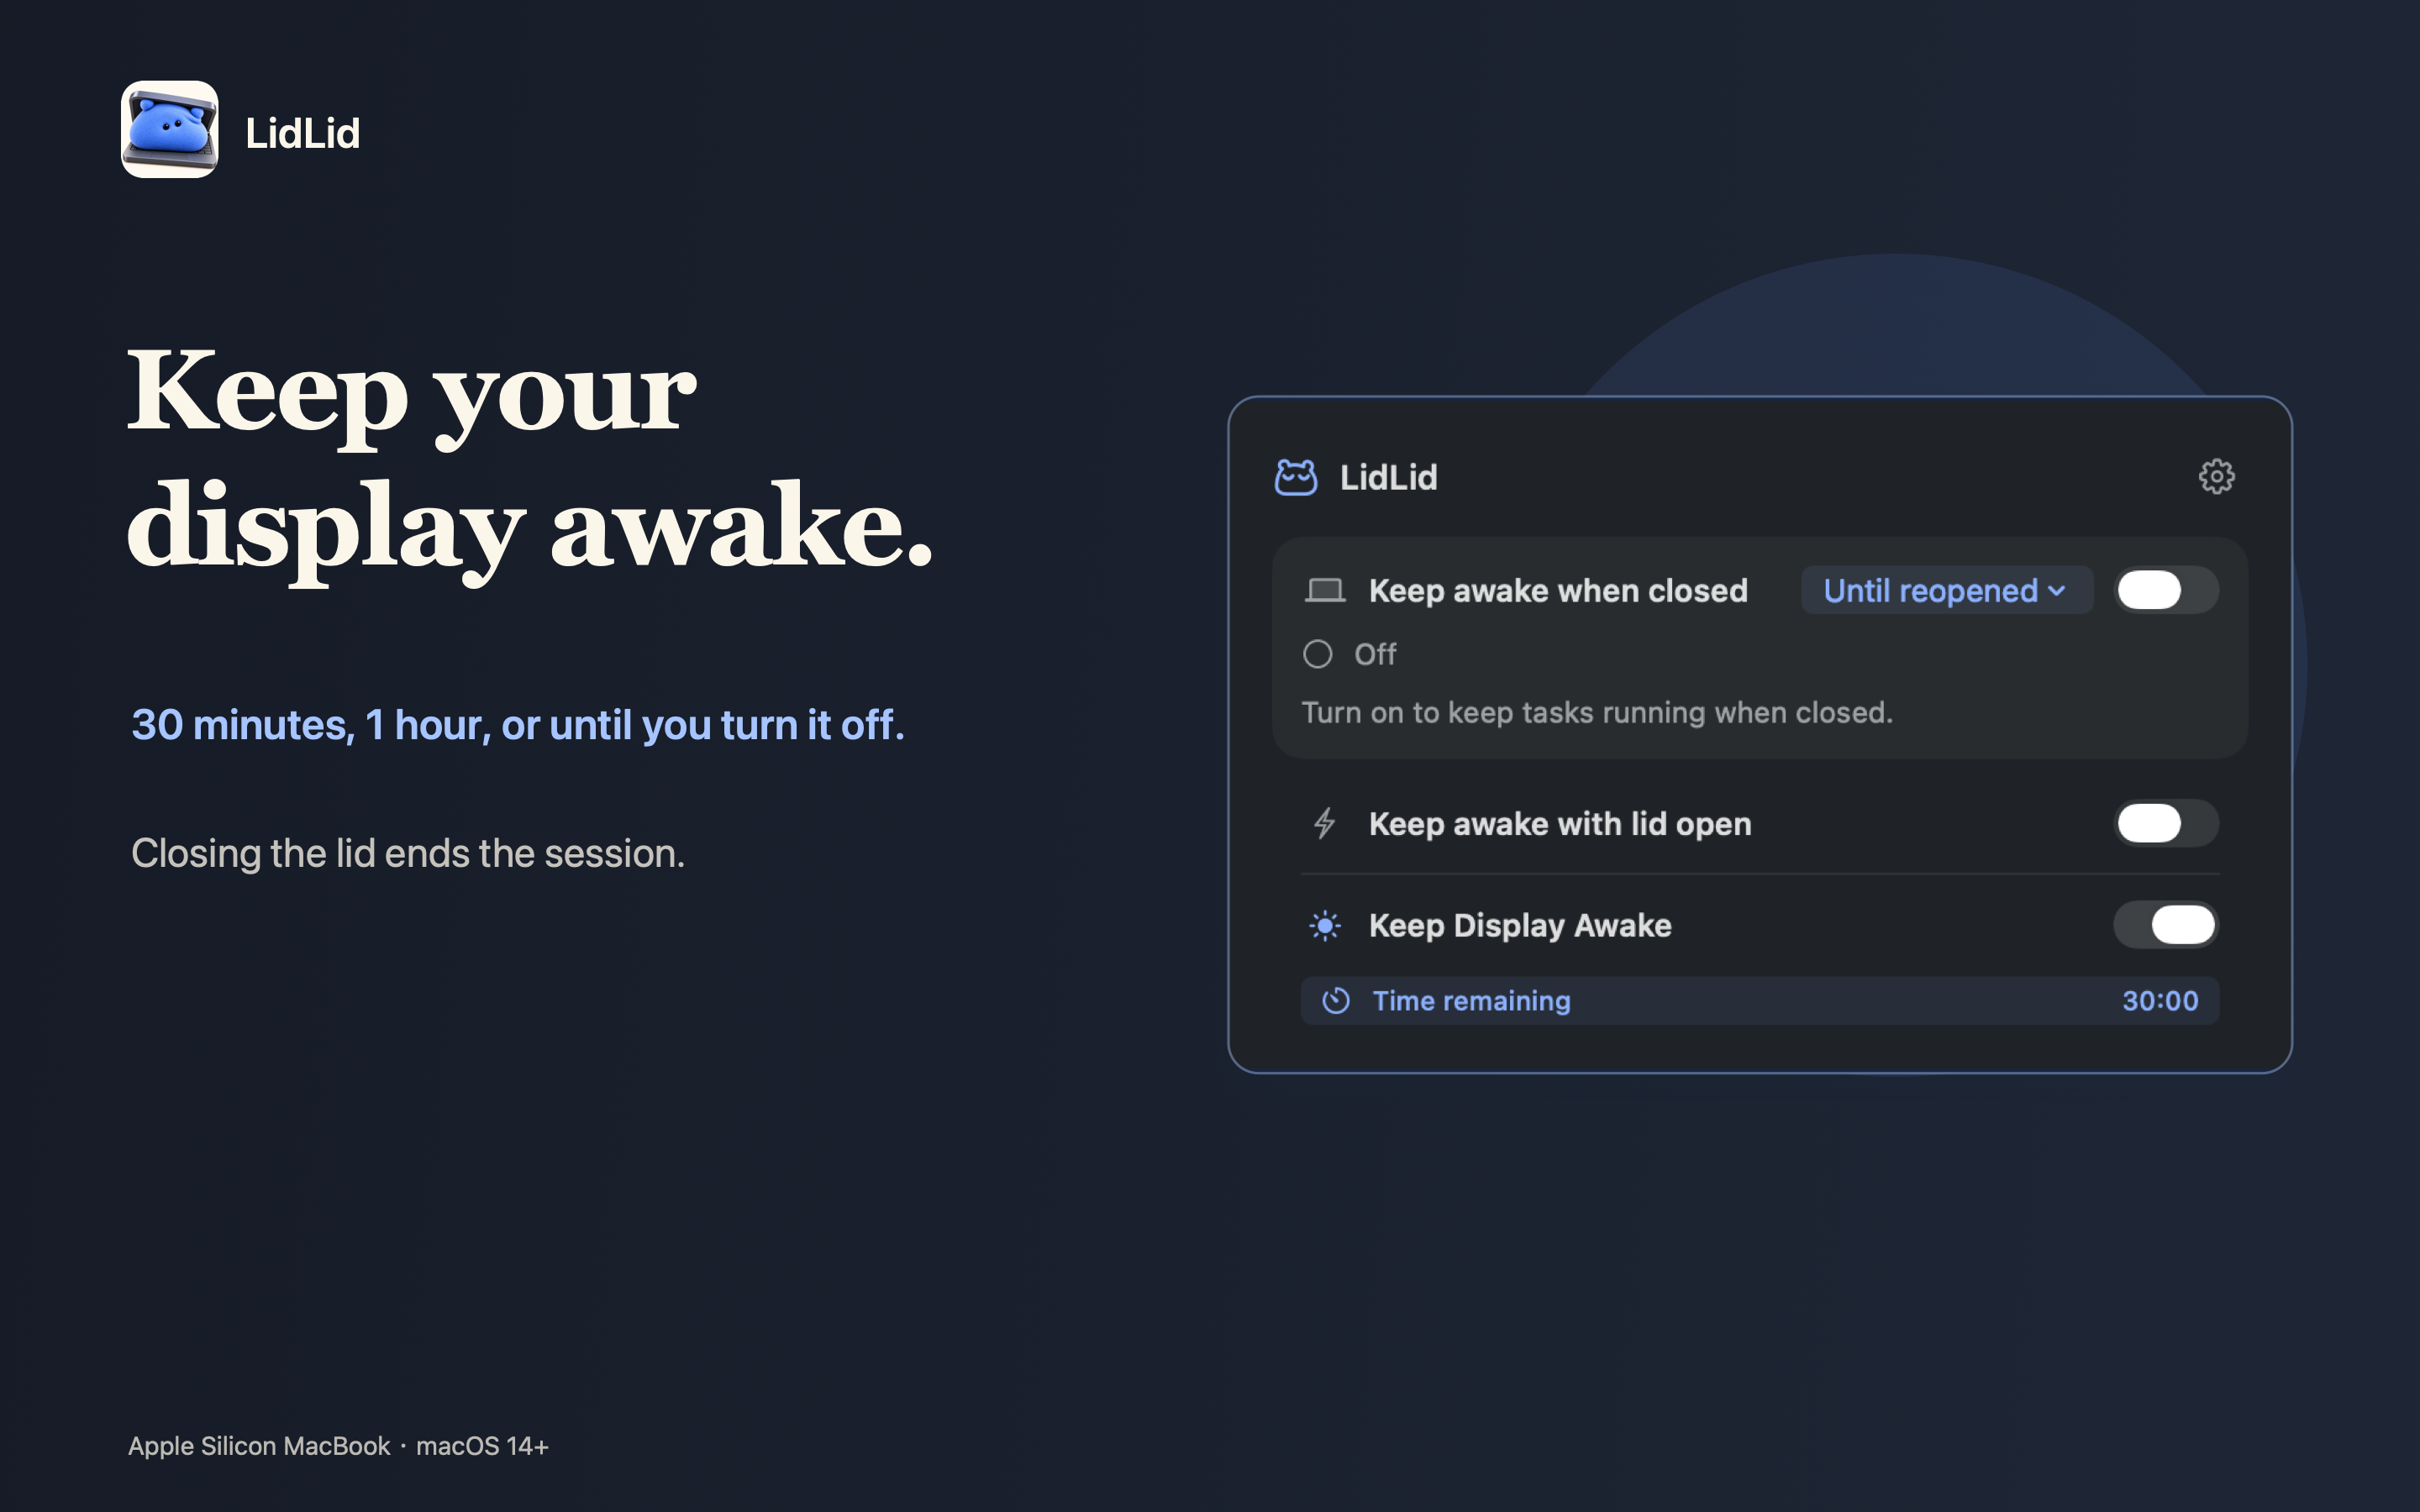 LidLid
Keep your
display awake.
30 minutes, 1 hour, or until you turn it off.
Closing the lid ends the session.
Apple Silicon MacBook · macOS 14+
LidLid
Keep awake when closed Until reopened
Off
Turn on to keep tasks running when closed.
Keep awake with lid open
Keep Display Awake
Time remaining 30:00